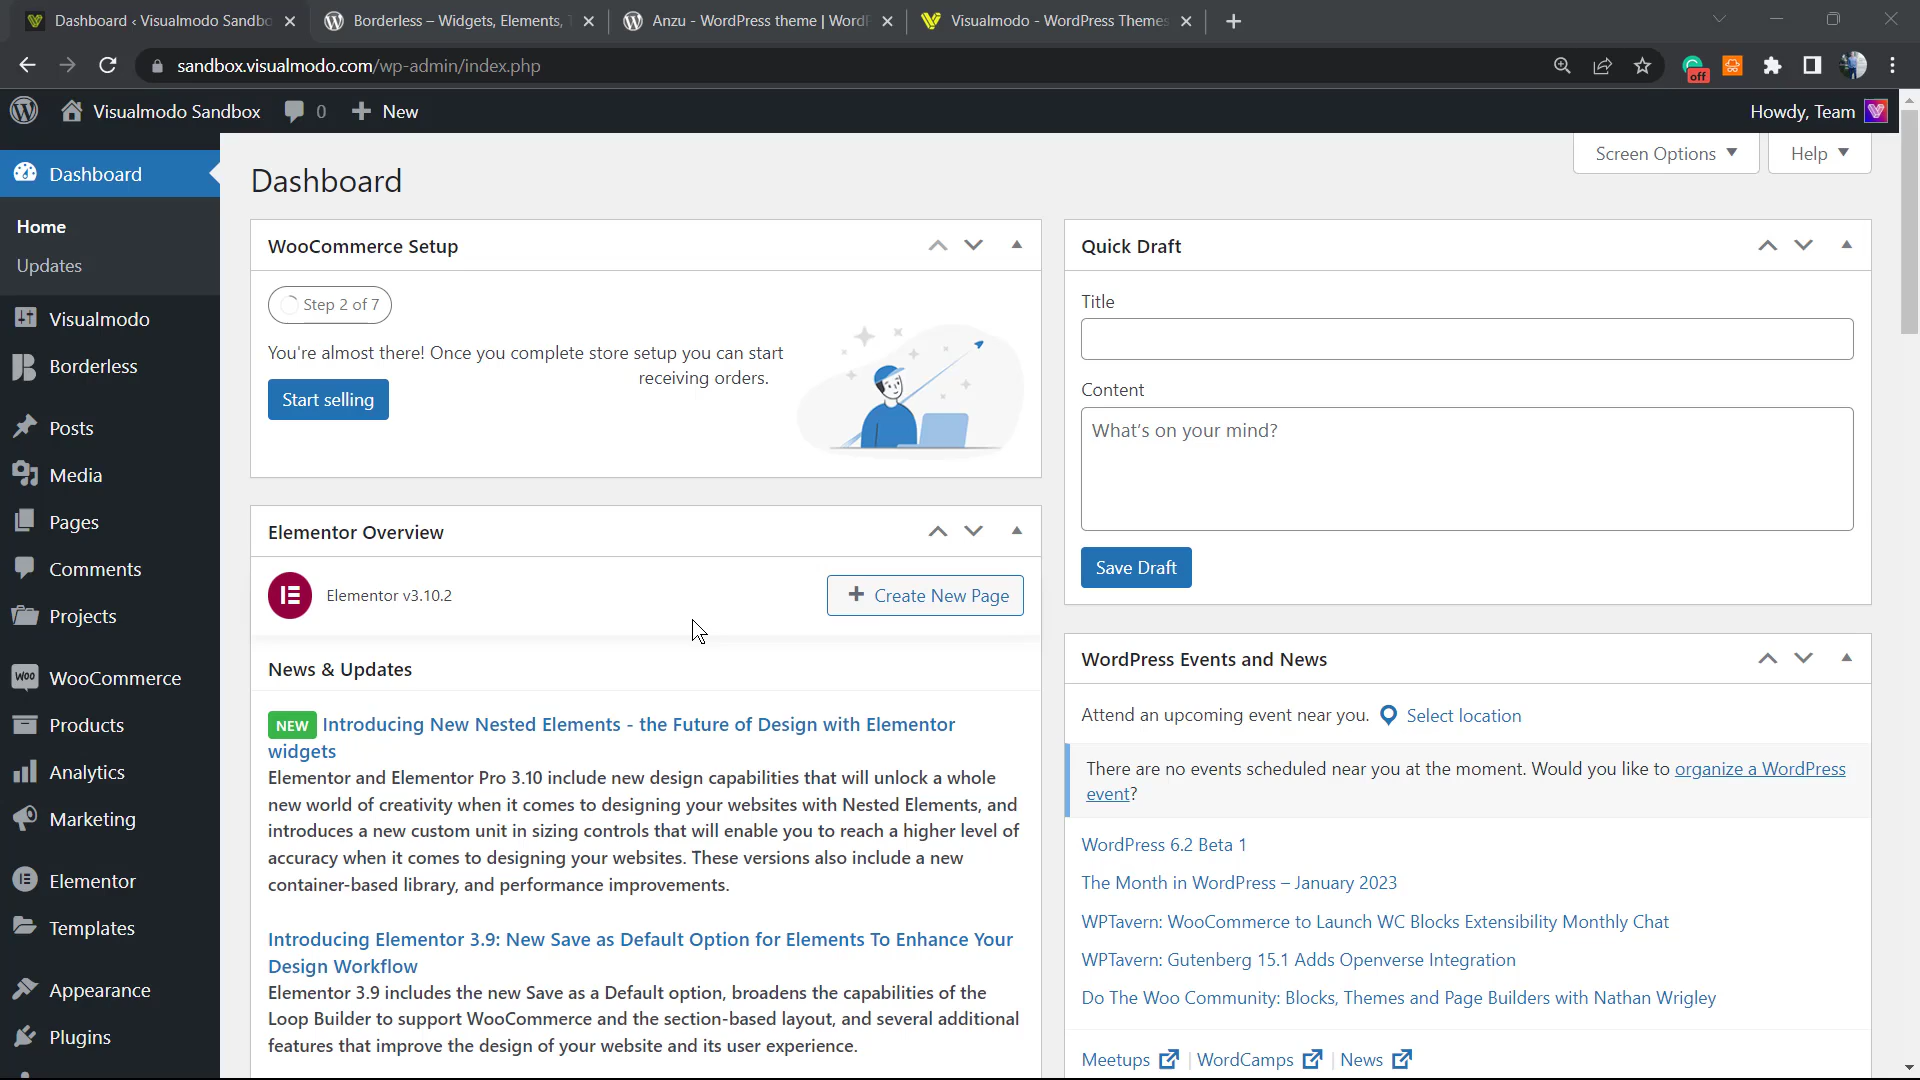 Dashboard ‹ Visualmodo Sandbo
Borderless – Widgets, Elements, T
Anzu - WordPress theme | WordP
Visualmodo - WordPress Themes
sandbox.visualmodo.com/wp-admin/index.php
off
Visualmodo Sandbox
0
New
Howdy, Team
Screen Options
Help
Dashboard
Home
Updates
Visualmodo
Borderless
Posts
Media
Pages
Comments
Projects
WooCommerce
Products
Analytics
Marketing
Elementor
Templates
Appearance
Plugins
Dashboard
WooCommerce Setup
Step 2 of 7
You're almost there! Once you complete store setup you can start
receiving orders.
Start selling
Elementor Overview
Elementor v3.10.2
Create New Page
News & Updates
NEW Introducing New Nested Elements - the Future of Design with Elementor
widgets
Elementor and Elementor Pro 3.10 include new design capabilities that will unlock a whole
new world of creativity when it comes to designing your websites with Nested Elements, and
introduces a new custom unit in sizing controls that will enable you to reach a higher level of
accuracy when it comes to designing your websites. These versions also include a new
container-based library, and performance improvements.
Introducing Elementor 3.9: New Save as Default Option for Elements To Enhance Your
Design Workflow
Elementor 3.9 includes the new Save as a Default option, broadens the capabilities of the
Loop Builder to support WooCommerce and the section-based layout, and several additional
features that improve the design of your website and its user experience.
Quick Draft
Title
Content
What's on your mind?
Save Draft
WordPress Events and News
Attend an upcoming event near you. Select location
There are no events scheduled near you at the moment. Would you like to organize a WordPress
event?
WordPress 6.2 Beta 1
The Month in WordPress – January 2023
WPTavern: WooCommerce to Launch WC Blocks Extensibility Monthly Chat
WPTavern: Gutenberg 15.1 Adds Openverse Integration
Do The Woo Community: Blocks, Themes and Page Builders with Nathan Wrigley
Meetups | WordCamps | News